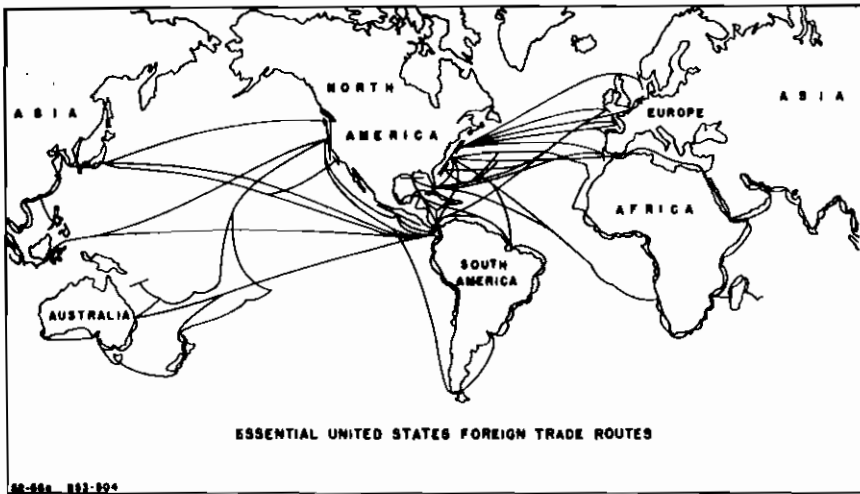 NORTH
AMERICA
ASIA
EUROPE
ASIA
AFRICA
SOUTH
AMERICA
AUSTRALIA
ESSENTIAL UNITED STATES FOREIGN TRADE ROUTES